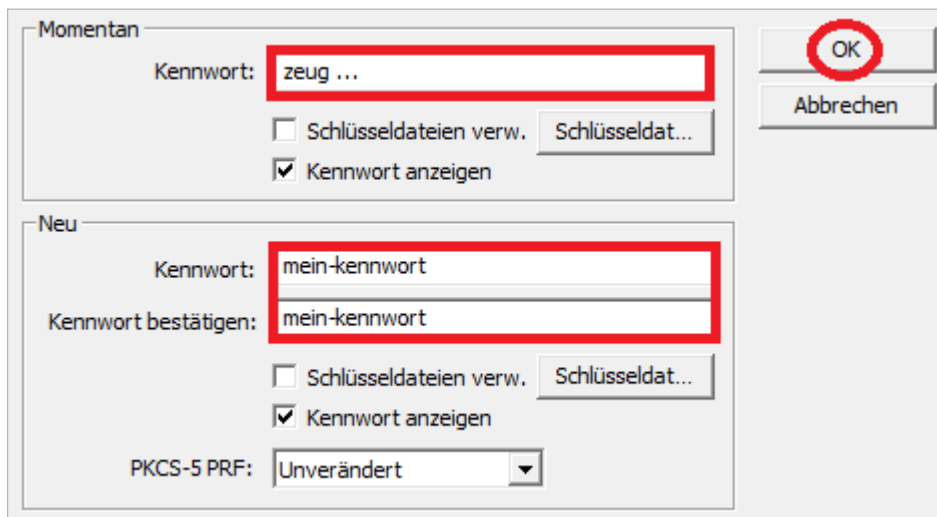 Momentan
Kennwort: zeug ...
Schlüsseldateien verw. Schlüsseldat...
Kennwort anzeigen
OK
Abbrechen
Neu
Kennwort: mein-kennwort
Kennwort bestätigen: mein-kennwort
Schlüsseldateien verw. Schlüsseldat...
Kennwort anzeigen
PKCS-5 PRF: Unverändert